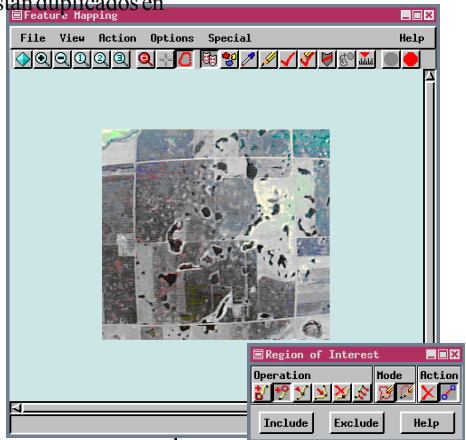 stán duplicados en
Feature Mapping
File View Action Options Special Help
Region of Interest
Operation Mode Action
Include Exclude Help